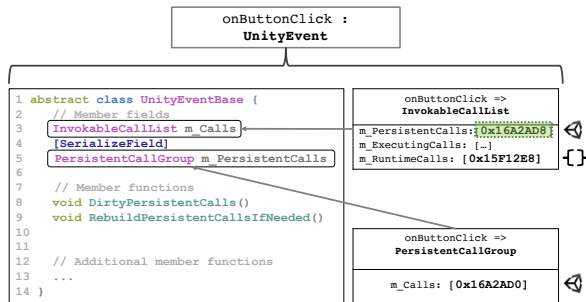 onButtonClick :
UnityEvent
1 abstract class UnityEventBase {
2 // Member fields
3 InvokableCallList m_Calls
4 [SerializeField]
5 PersistentCallGroup m_PersistentCalls
6
7 // Member functions
8 void DirtyPersistentCalls()
9 void RebuildPersistentCallsIfNeeded()
10
11
12 // Additional member functions
13 ...
14 }
onButtonClick =>
InvokableCallList
m_PersistentCalls:[0x16A2AD8]
m_ExecutingCalls: […]
m_RuntimeCalls: [0x15F12E8]
{}
onButtonClick =>
PersistentCallGroup
m_Calls: [0x16A2AD0]